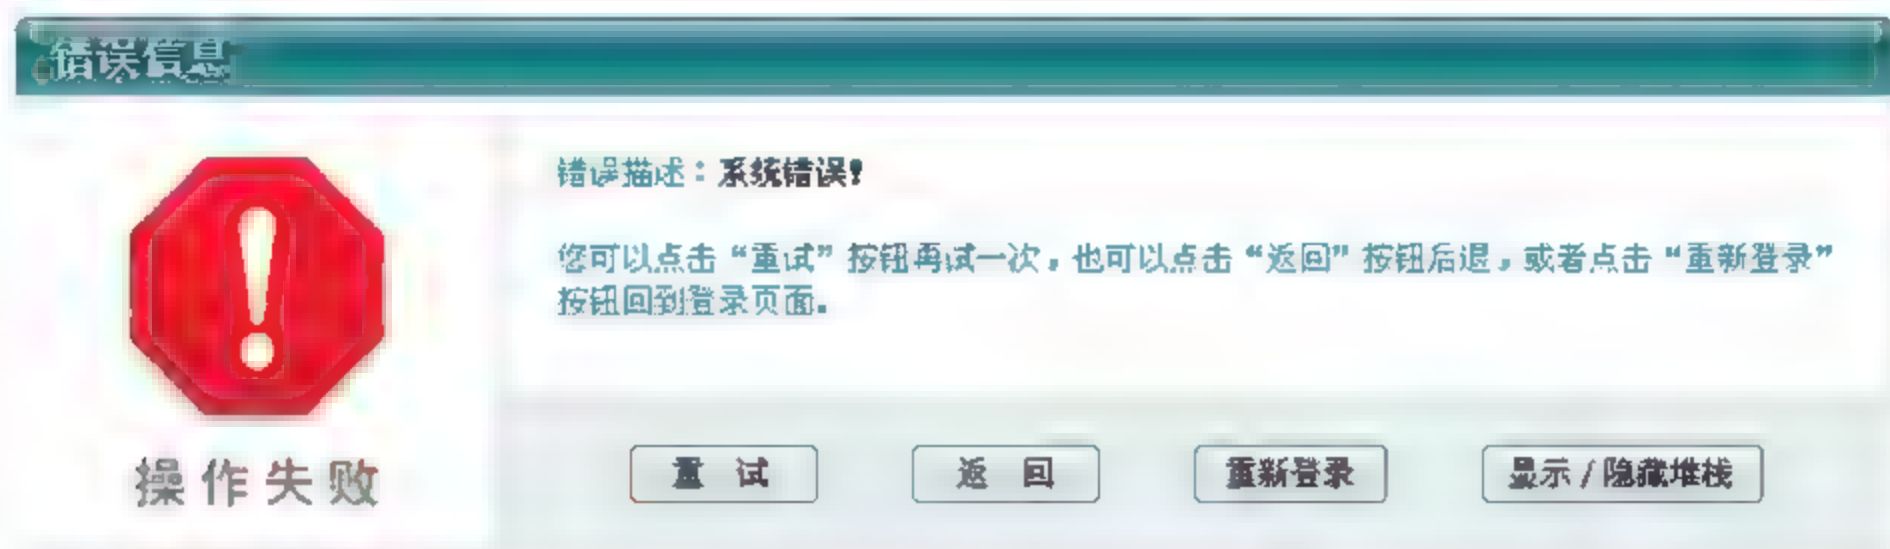 错误信息
错误描述：系统错误！
您可以点击“重试”按钮再试一次，也可以点击“返回”按钮后退，或者点击“重新登录”
按钮回到登录页面。
操作失败
重 试
返 回
重新登录
显示/隐藏堆栈